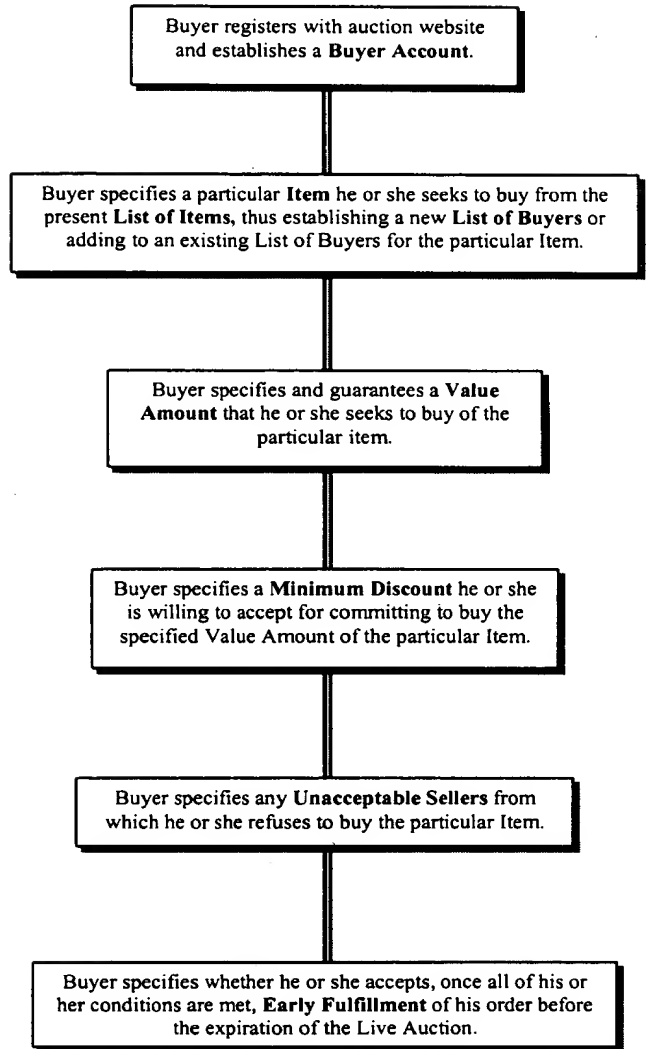 Buyer registers with auction website
and establishes a Buyer Account.
Buyer specifies a particular Item he or she seeks to buy from the
present List of Items, thus establishing a new List of Buyers or
adding to an existing List of Buyers for the particular Item.
Buyer specifies and guarantees a Value
Amount that he or she seeks to buy of the
particular item.
Buyer specifies a Minimum Discount he or she
is willing to accept for committing to buy the
specified Value Amount of the particular Item.
Buyer specifies any Unacceptable Sellers from
which he or she refuses to buy the particular Item.
Buyer specifies whether he or she accepts, once all of his or
her conditions are met, Early Fulfillment of his order before
the expiration of the Live Auction.